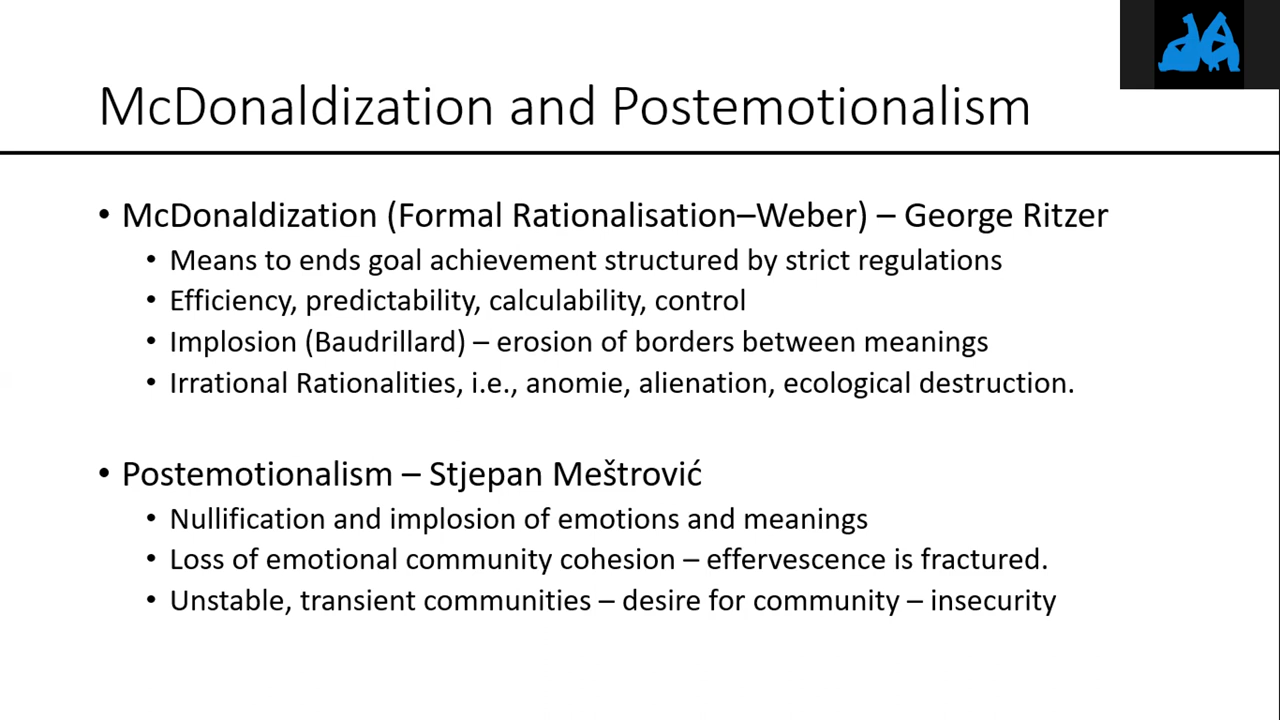 McDonaldization and Postemotionalism
• McDonaldization (Formal Rationalisation–Weber) – George Ritzer
• Means to ends goal achievement structured by strict regulations
• Efficiency, predictability, calculability, control
• Implosion (Baudrillard) – erosion of borders between meanings
• Irrational Rationalities, i.e., anomie, alienation, ecological destruction.
• Postemotionalism – Stjepan Meštrović
• Nullification and implosion of emotions and meanings
• Loss of emotional community cohesion – effervescence is fractured.
• Unstable, transient communities – desire for community – insecurity